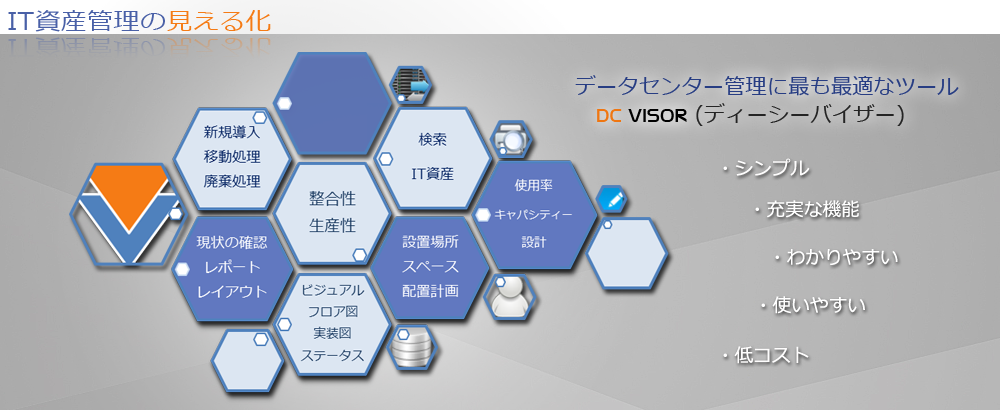 IT資産管理の見える化
新規導入
移動処理
廃棄処理
検索
IT資産
整合性
生産性
使用率
キャパシティー
設計
現状の確認
レポート
レイアウト
設置場所
スペース
配置計画
ビジュアル
フロア図
実装図
ステータス
データセンター管理に最も最適なツール
DC VISOR (ディーシーバイザー)
・シンプル
・充実な機能
・わかりやすい
・使いやすい
・低コスト